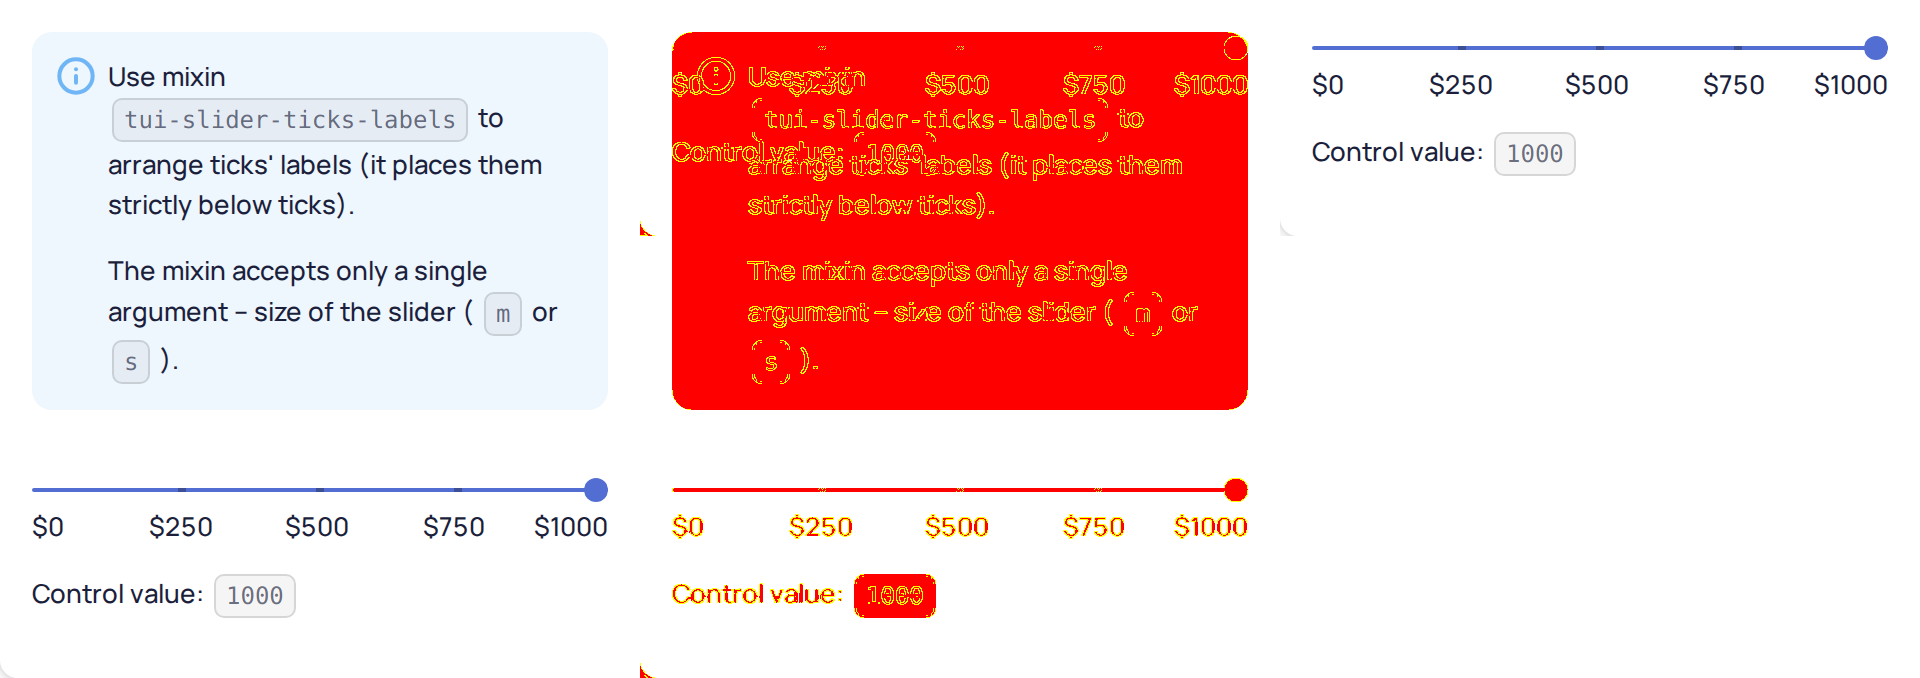 Use mixin
tui-slider-ticks-labels to
arrange ticks' labels (it places them
strictly below ticks).
The mixin accepts only a single
argument – size of the slider ( m or
s ).
$0 $250 $500 $750 $1000
Control value: 1000
Use mixin
$0 $250 $500 $750 $1000
tui-slider-ticks-labels to
Control value: 1000
arrange ticks' labels (it places them
strictly below ticks).
The mixin accepts only a single
argument – size of the slider ( m or
s ).
$0 $250 $500 $750 $1000
Control value: 1000
$0 $250 $500 $750 $1000
Control value: 1000